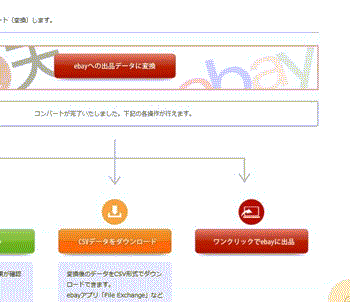 ート（変換）します。
ebayへの出品データに変換
コンバートが完了いたしました。下記の各操作が行えます。
CSVデータをダウンロード
ワンクリックでebayに出品
変換後のデータをCSV形式でダウン
ロードできます。
ebayアプリ「File Exchange」など